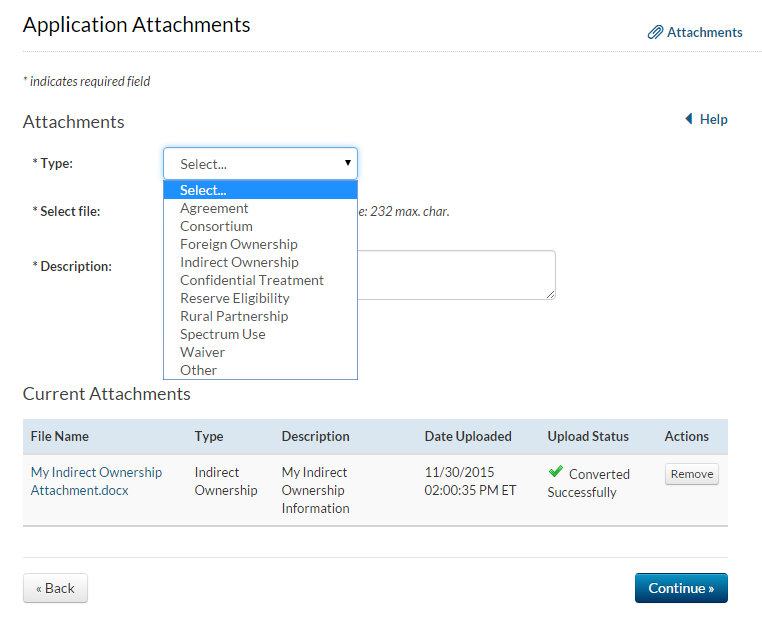 Application Attachments
Attachments
* indicates required field
Attachments
Help
* Type:
Select...
Select...
Agreement
Consortium
Foreign Ownership
Indirect Ownership
Confidential Treatment
Reserve Eligibility
Rural Partnership
Spectrum Use
Waiver
Other
* Select file:
e: 232 max. char.
* Description:
Current Attachments
File Name Type Description Date Uploaded Upload Status Actions
My Indirect Ownership Indirect My Indirect 11/30/2015 Converted Remove
Attachment.docx Ownership Ownership 02:00:35 PM ET Successfully
Information
« Back
Continue »